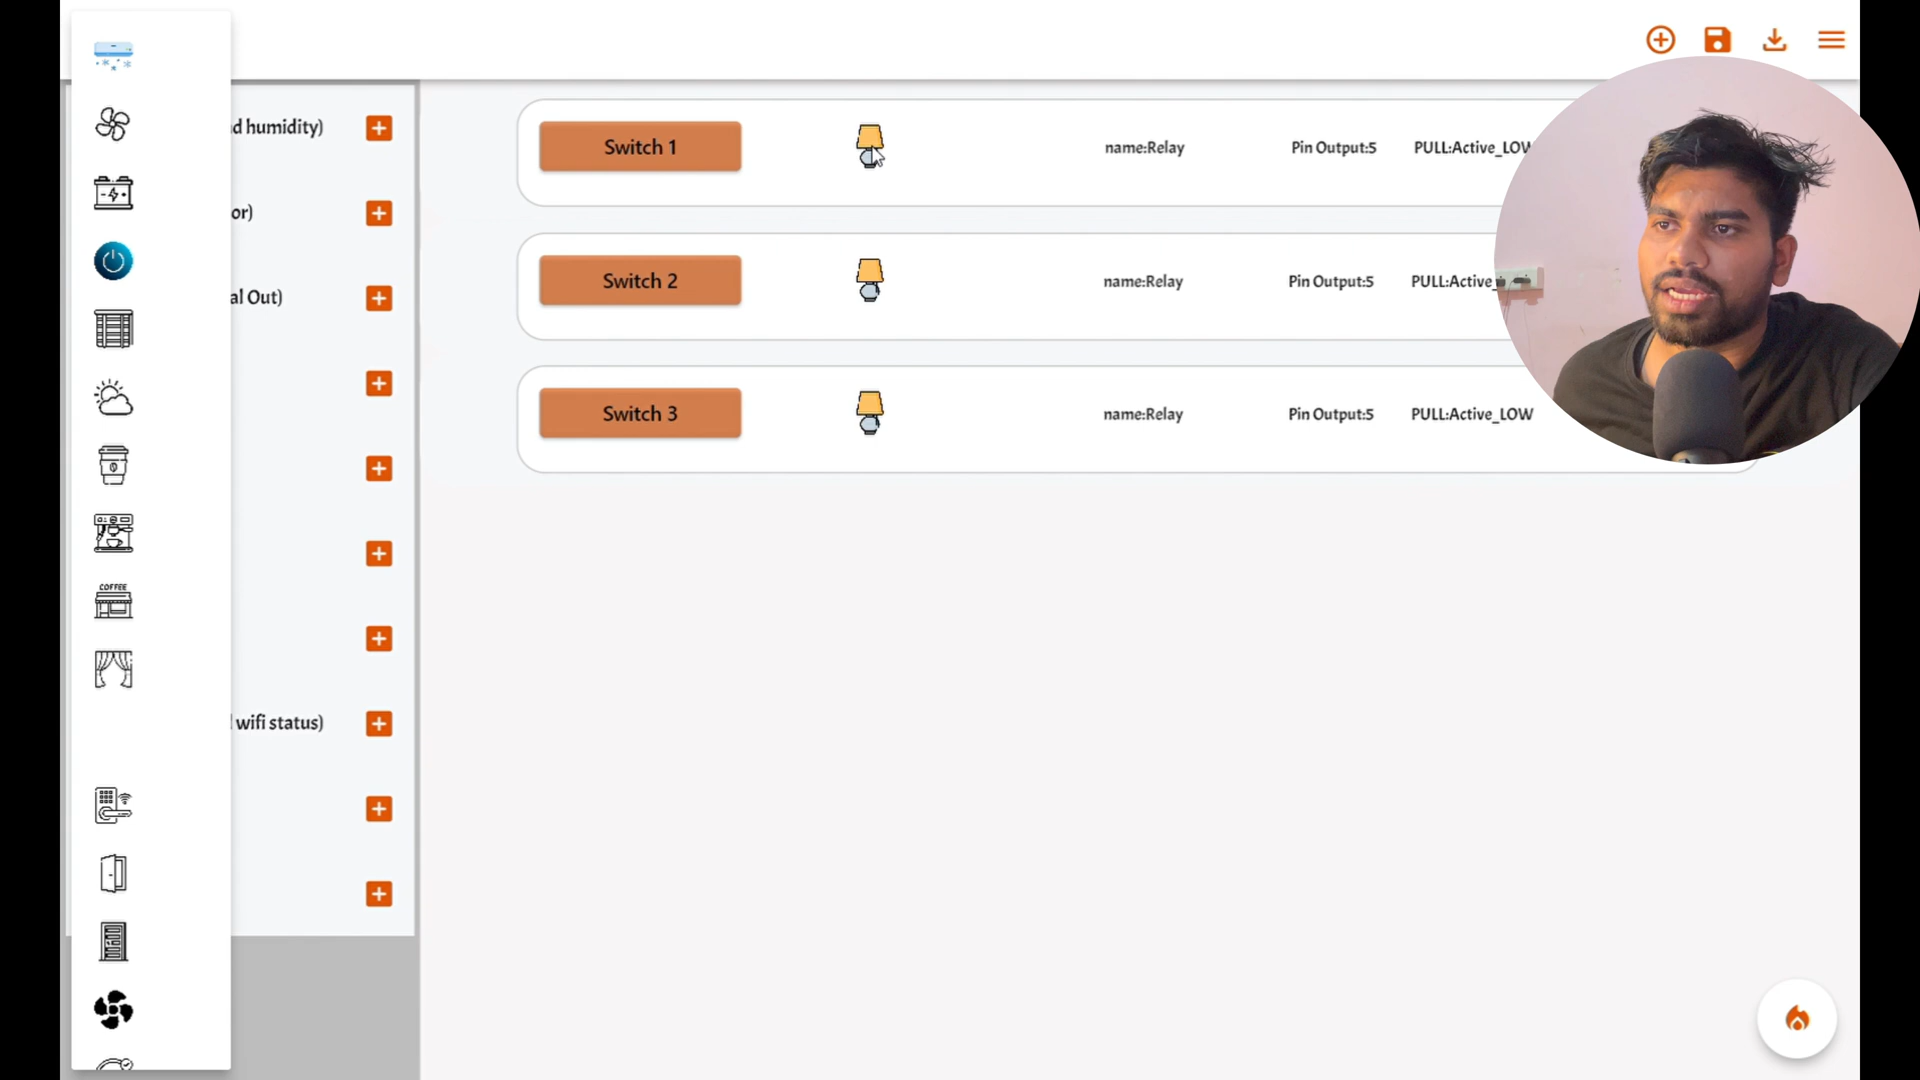 d humidity)
or)
al Out)
wifi status)
COFFEE
Switch 1
name:Relay
Pin Output:5
PULL:Active_LOW
Switch 2
name:Relay
Pin Output:5
PULL:Active_
Switch 3
name:Relay
Pin Output:5
PULL:Active_LOW